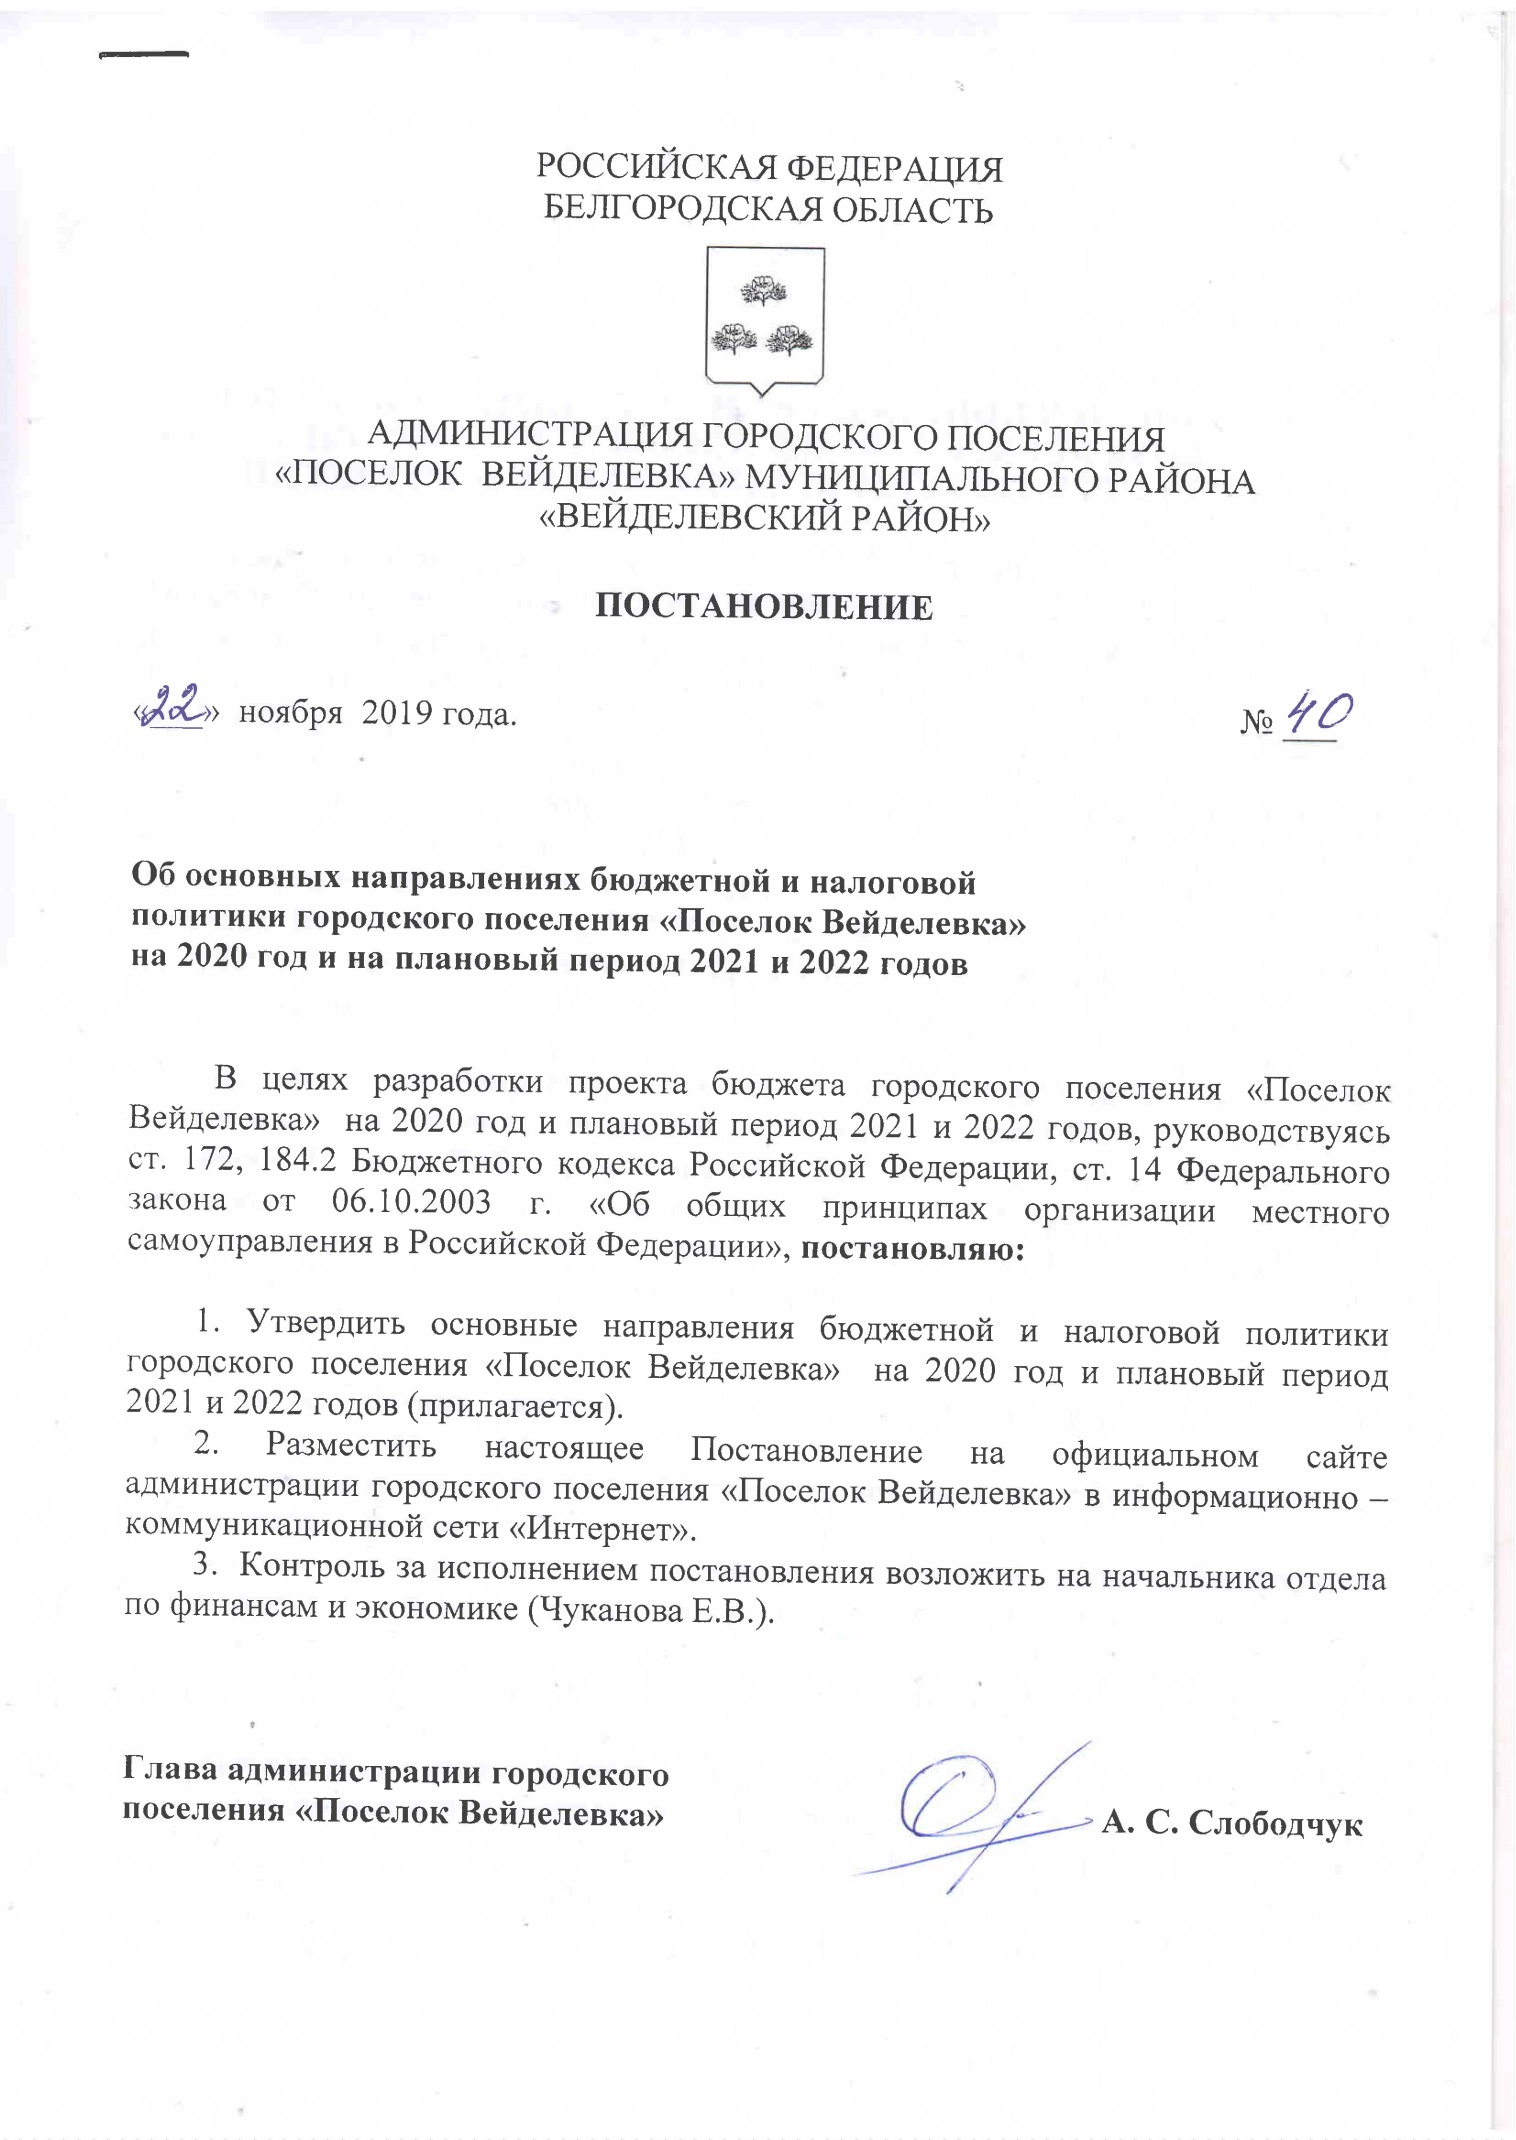 РОССИЙСКАЯ ФЕДЕРАЦИЯ
БЕЛГОРОДСКАЯ ОБЛАСТЬ
АДМИНИСТРАЦИЯ ГОРОДСКОГО ПОСЕЛЕНИЯ
«ПОСЕЛОК ВЕЙДЕЛЕВКА» МУНИЦИПАЛЬНОГО РАЙОНА
«ВЕЙДЕЛЕВСКИЙ РАЙОН»
ПОСТАНОВЛЕНИЕ
«22» ноября 2019 года. № 40
Об основных направлениях бюджетной и налоговой
политики городского поселения «Поселок Вейделевка»
на 2020 год и на плановый период 2021 и 2022 годов
В целях разработки проекта бюджета городского поселения «Поселок
Вейделевка» на 2020 год и плановый период 2021 и 2022 годов, руководствуясь
ст. 172, 184.2 Бюджетного кодекса Российской Федерации, ст. 14 Федерального
закона от 06.10.2003 г. «Об общих принципах организации местного
самоуправления в Российской Федерации», постановляю:
1. Утвердить основные направления бюджетной и налоговой политики
городского поселения «Поселок Вейделевка» на 2020 год и плановый период
2021 и 2022 годов (прилагается).
2. Разместить настоящее Постановление на официальном сайте
администрации городского поселения «Поселок Вейделевка» в информационно –
коммуникационной сети «Интернет».
3. Контроль за исполнением постановления возложить на начальника отдела
по финансам и экономике (Чуканова Е.В.).
Глава администрации городского
поселения «Поселок Вейделевка» А. С. Слободчук